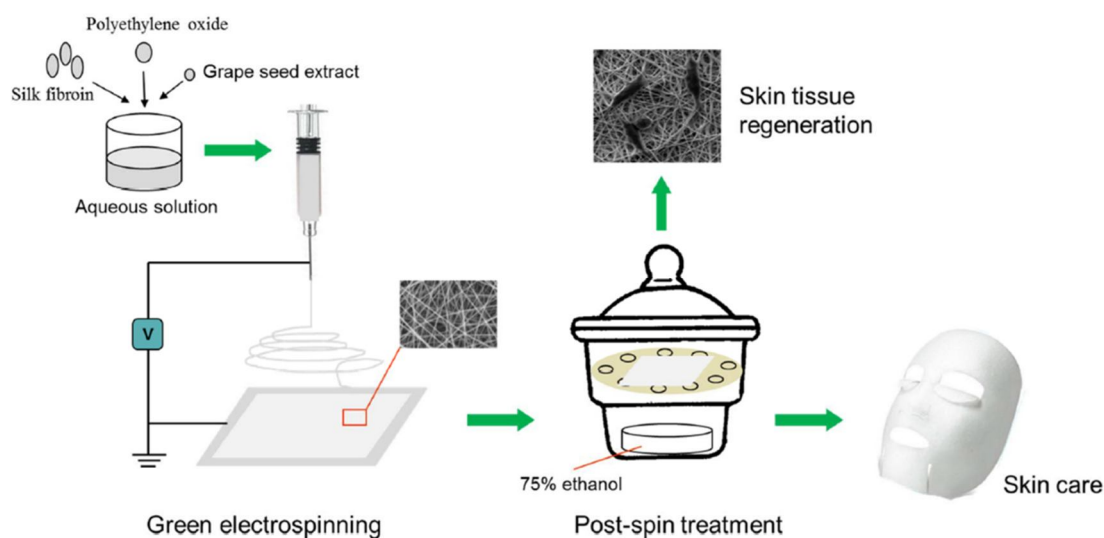 Polyethylene oxide
Grape seed extract
Silk fibroin
Aqueous solution
V
Skin tissue
regeneration
75% ethanol
Skin care
Green electrospinning
Post-spin treatment